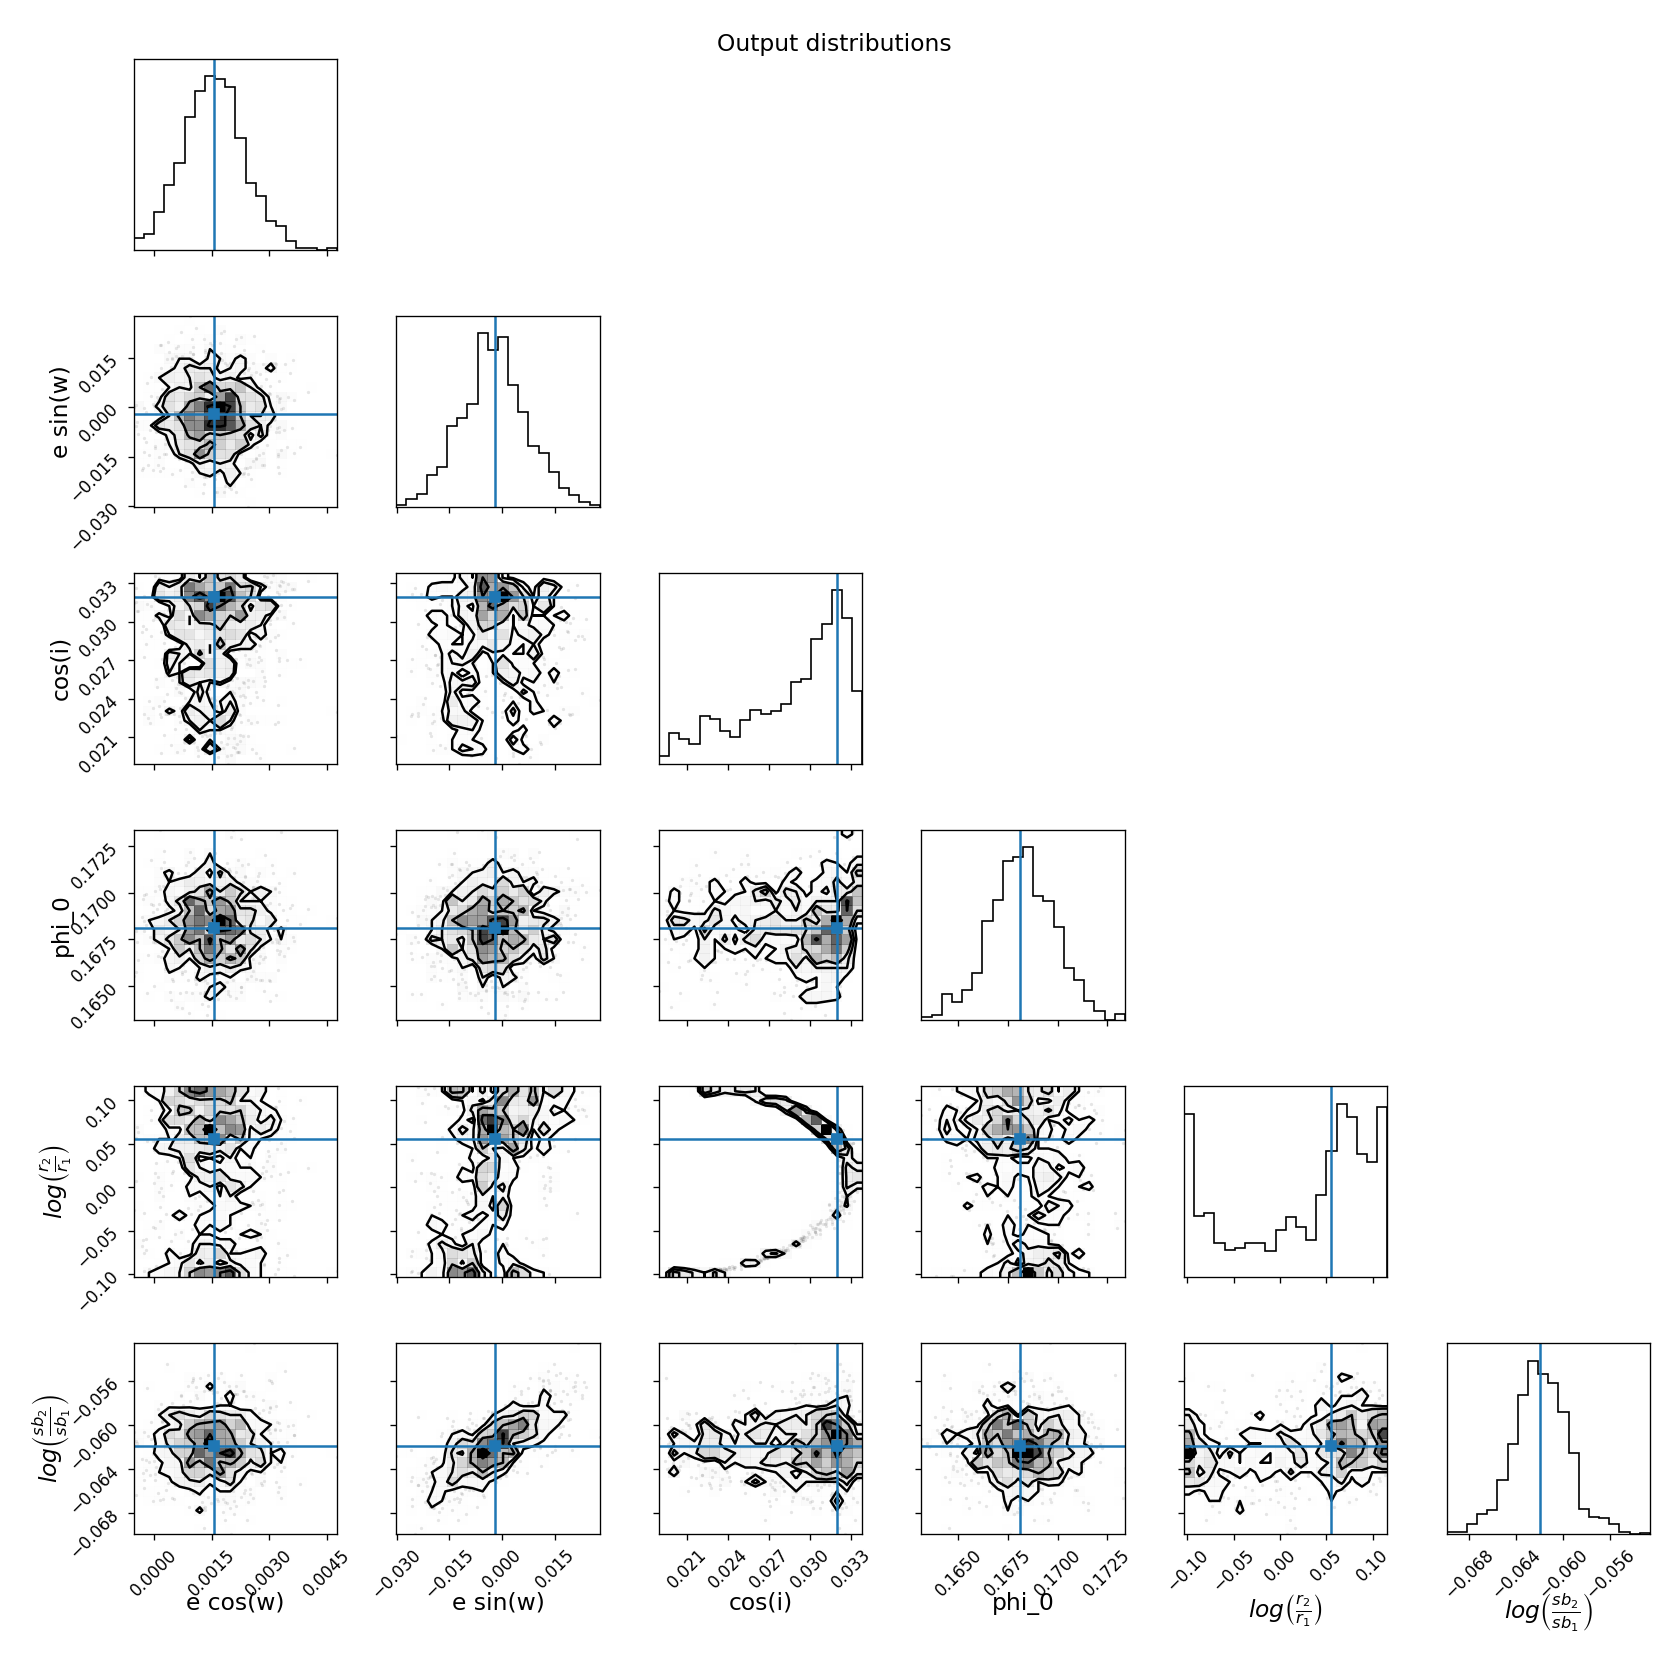 Output distributions
e sin(w)
0.015
0.000
−0.015
−0.030
cos(i)
0.033
0.030
0.027
0.024
0.021
phi_0
0.1725
0.1700
0.1675
0.1650
log(r₂/r₁)
0.10
0.05
0.00
−0.05
−0.10
log(sb₂/sb₁)
−0.056
−0.060
−0.064
−0.068
0.0000 0.0015 0.0030 0.0045
−0.030 −0.015 0.000 0.015
0.021 0.024 0.027 0.030 0.033
0.1650 0.1675 0.1700 0.1725
−0.10 −0.05 0.00 0.05 0.10
−0.068 −0.064 −0.060 −0.056
e cos(w)
e sin(w)
cos(i)
phi_0
log(r₂/r₁)
log(sb₂/sb₁)